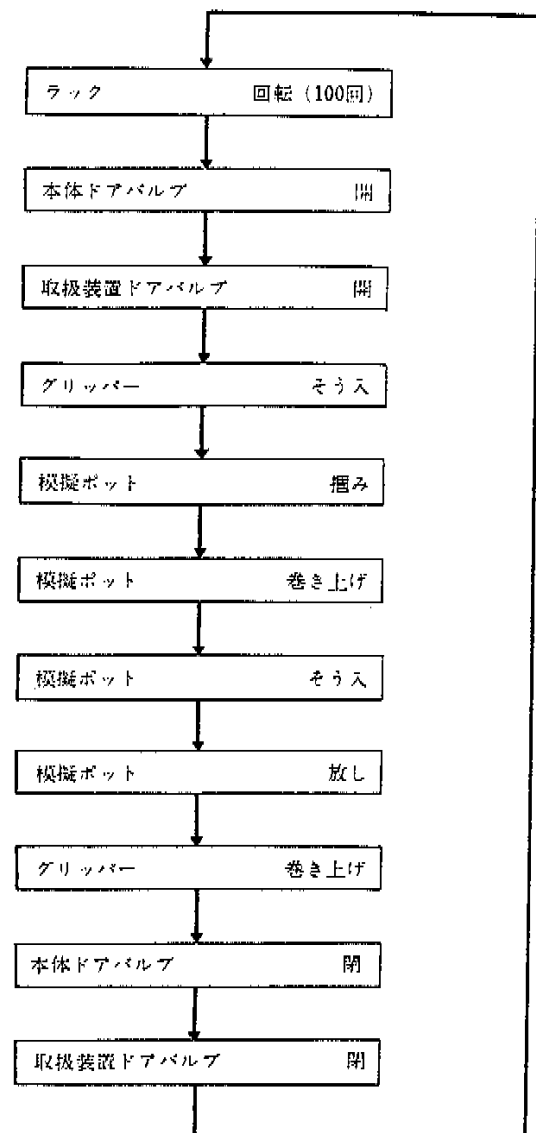 ラック 回転(100回)
本体ドアバルブ 開
取扱装置ドアバルブ 開
グリッパー そう入
模擬ポット 掴み
模擬ポット 巻き上げ
模擬ポット そう入
模擬ポット 放し
グリッパー 巻き上げ
本体ドアバルブ 閉
取扱装置ドアバルブ 閉